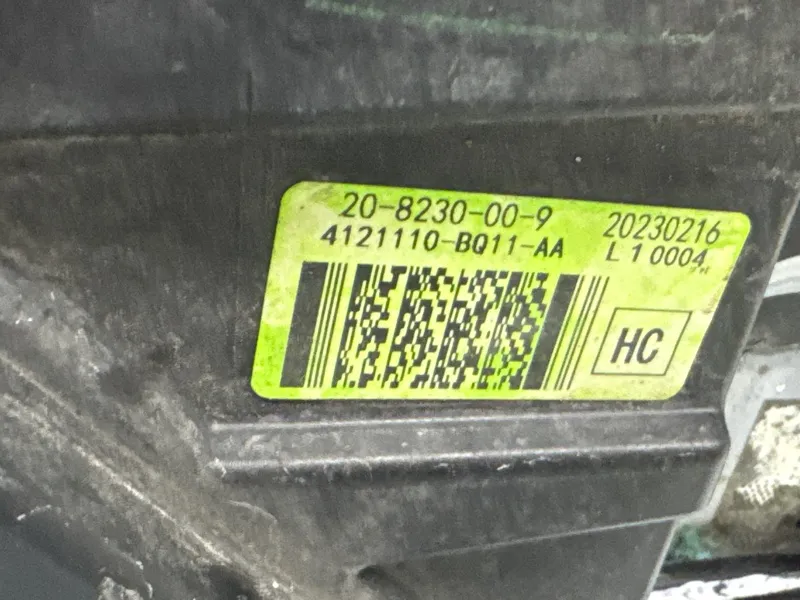 20-8230-00-9
4121110-BQ11-AA
20230216
L 1 0004
HC